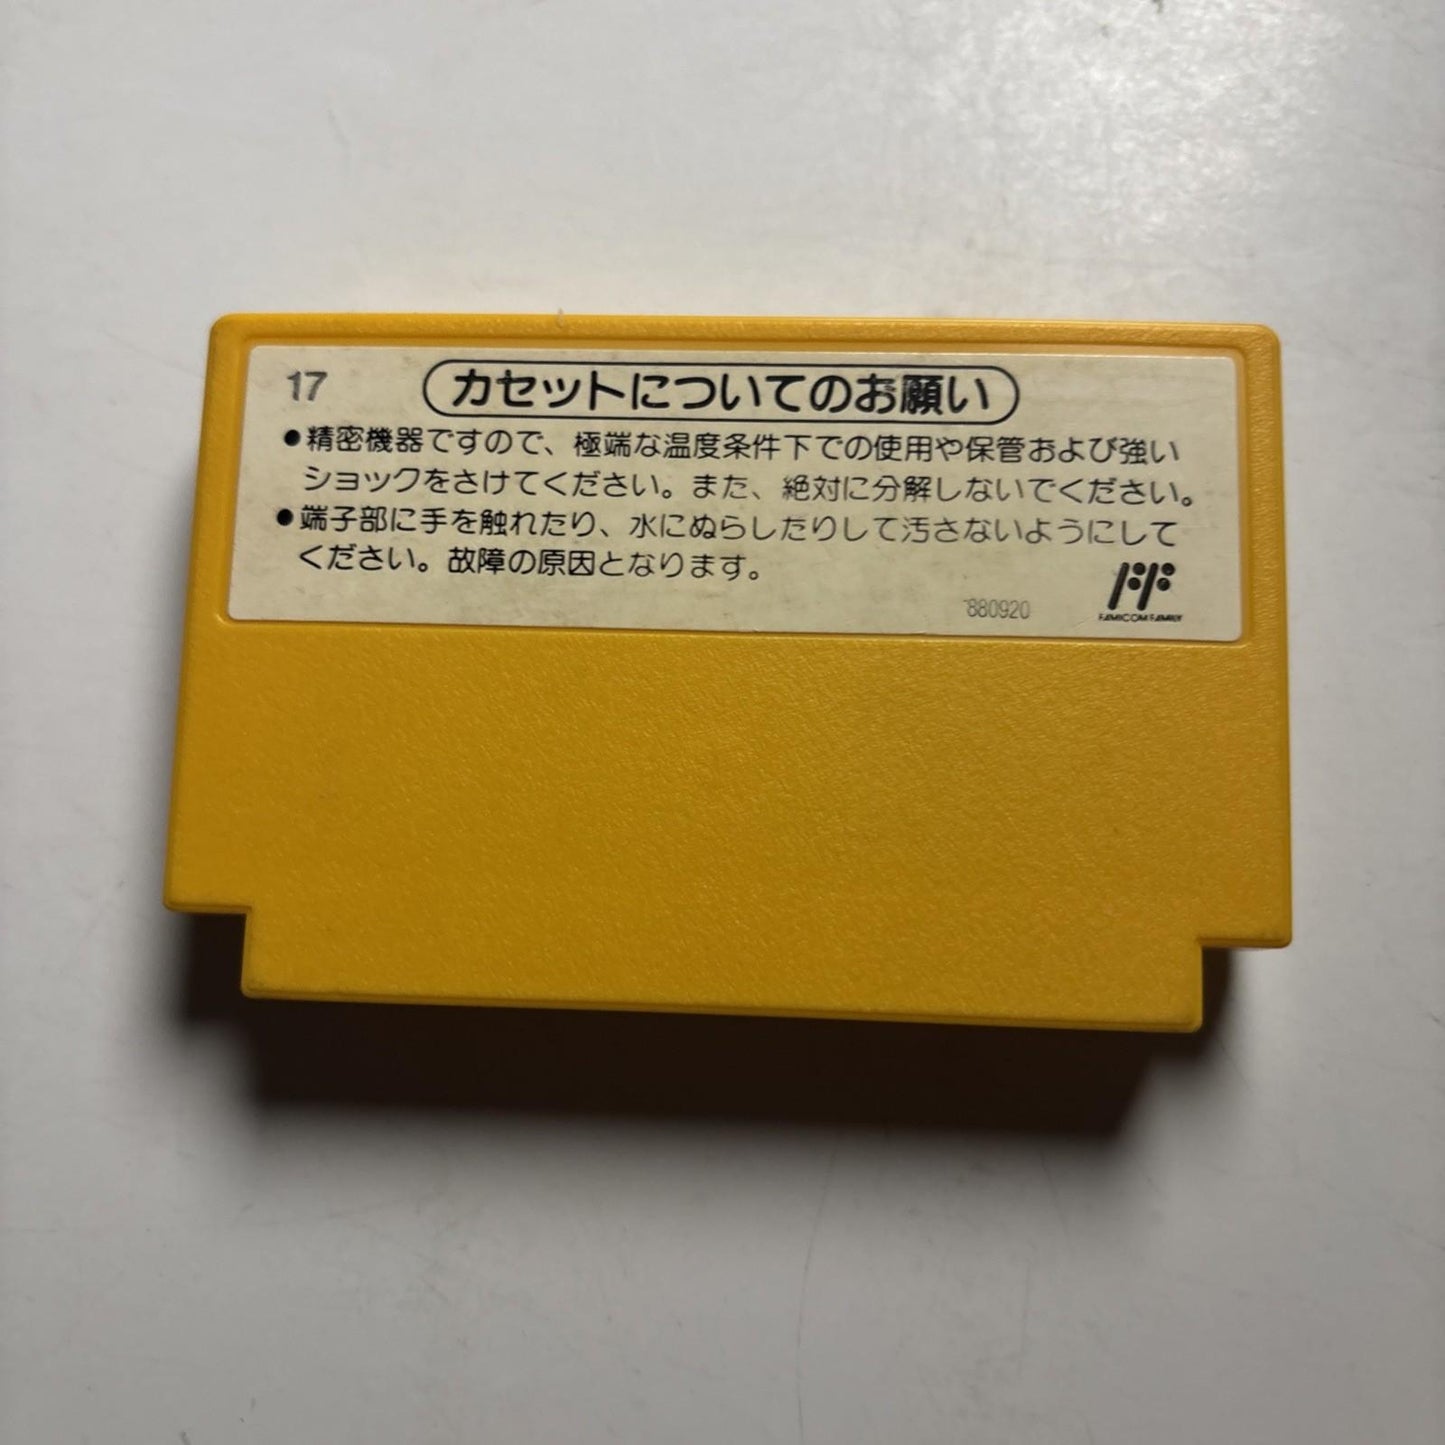 17
カセットについてのお願い
●精密機器ですので、極端な温度条件下での使用や保管および強い
ショックをさけてください。また、絶対に分解しないでください。
●端子部に手を触れたり、水にぬらしたりして汚さないようにして
ください。故障の原因となります。
'880920
FAMICOM FAMILY